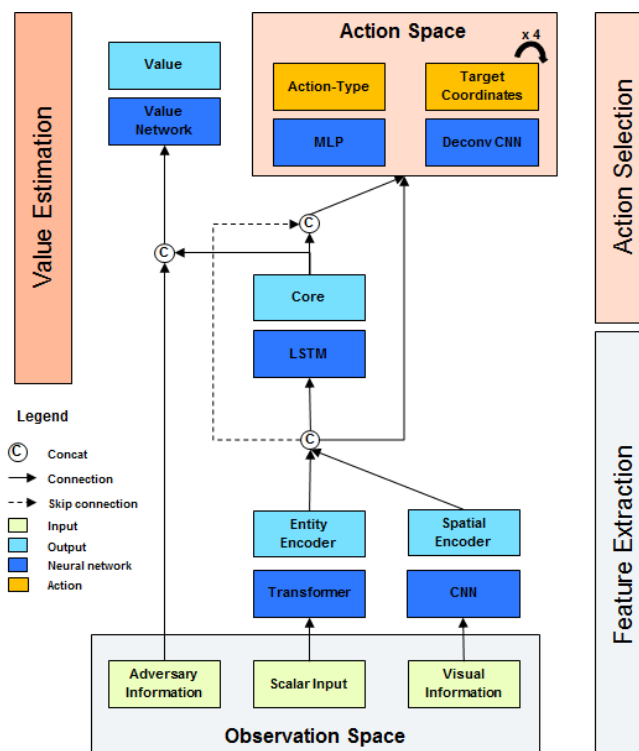 Action Space
x 4
Value
Action-Type
Target
Coordinates
Value
Network
MLP
Deconv CNN
Value Estimation
Action Selection
C
C
Core
LSTM
Legend
C
Concat
Connection
Skip connection
Input
Output
Neural network
Action
C
Entity
Encoder
Spatial
Encoder
Transformer
CNN
Feature Extraction
Adversary
Information
Scalar Input
Visual
Information
Observation Space